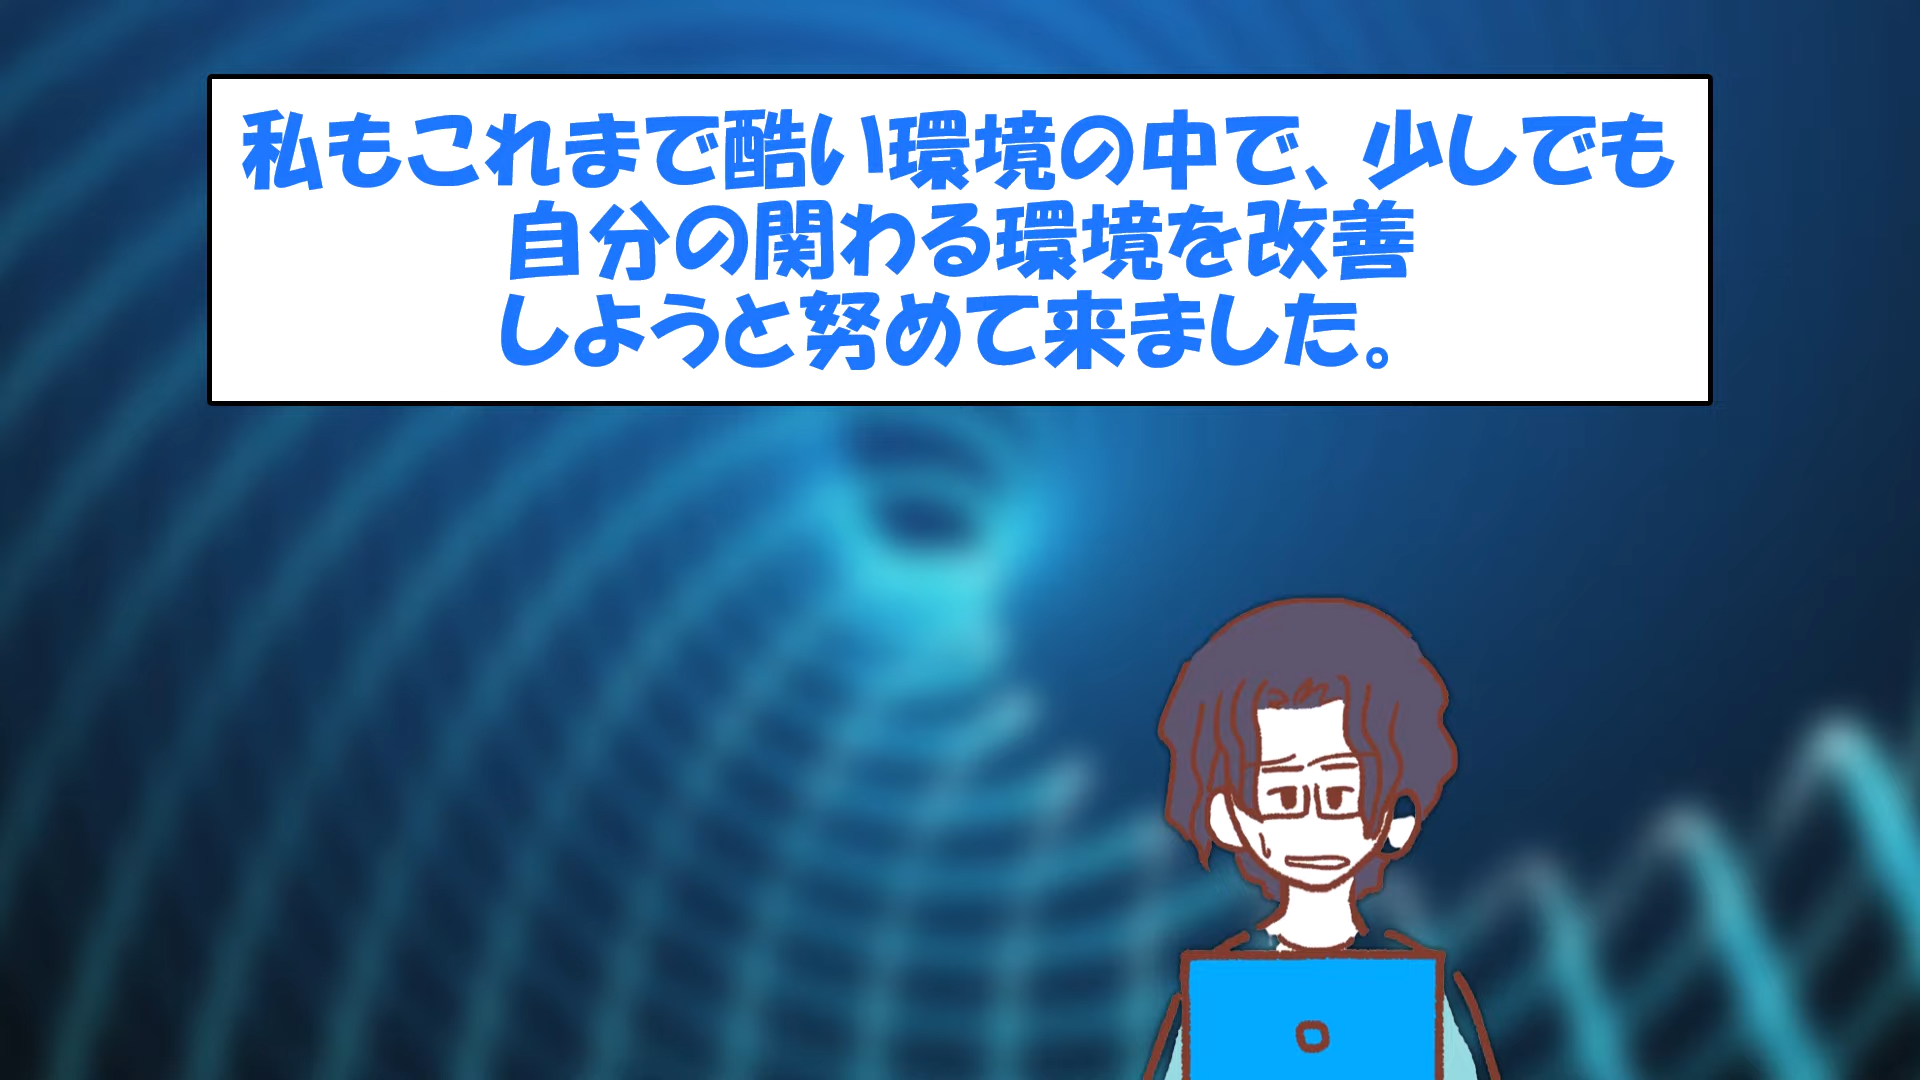 私もこれまで酷い環境の中で、少しでも
自分の関わる環境を改善
しようと努めて来ました。